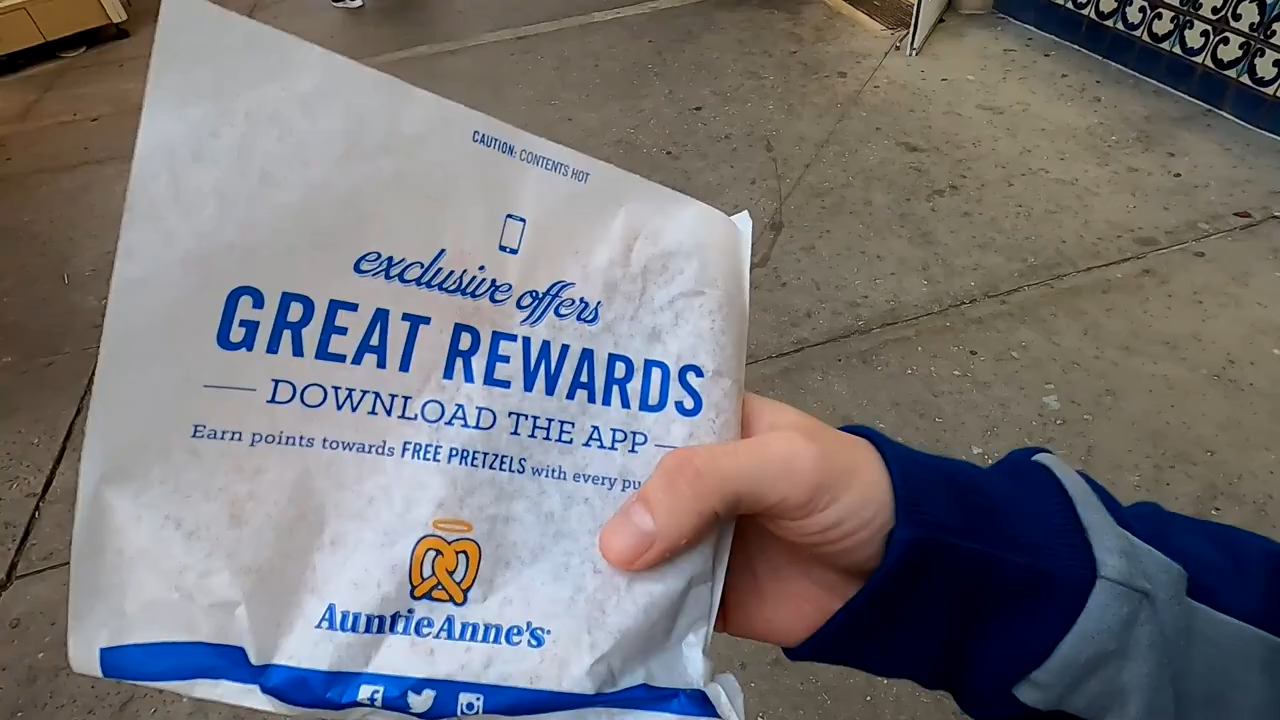 CAUTION: CONTENTS HOT
exclusive offers
GREAT REWARDS
DOWNLOAD THE APP
Earn points towards FREE PRETZELS with every
AuntieAnne's